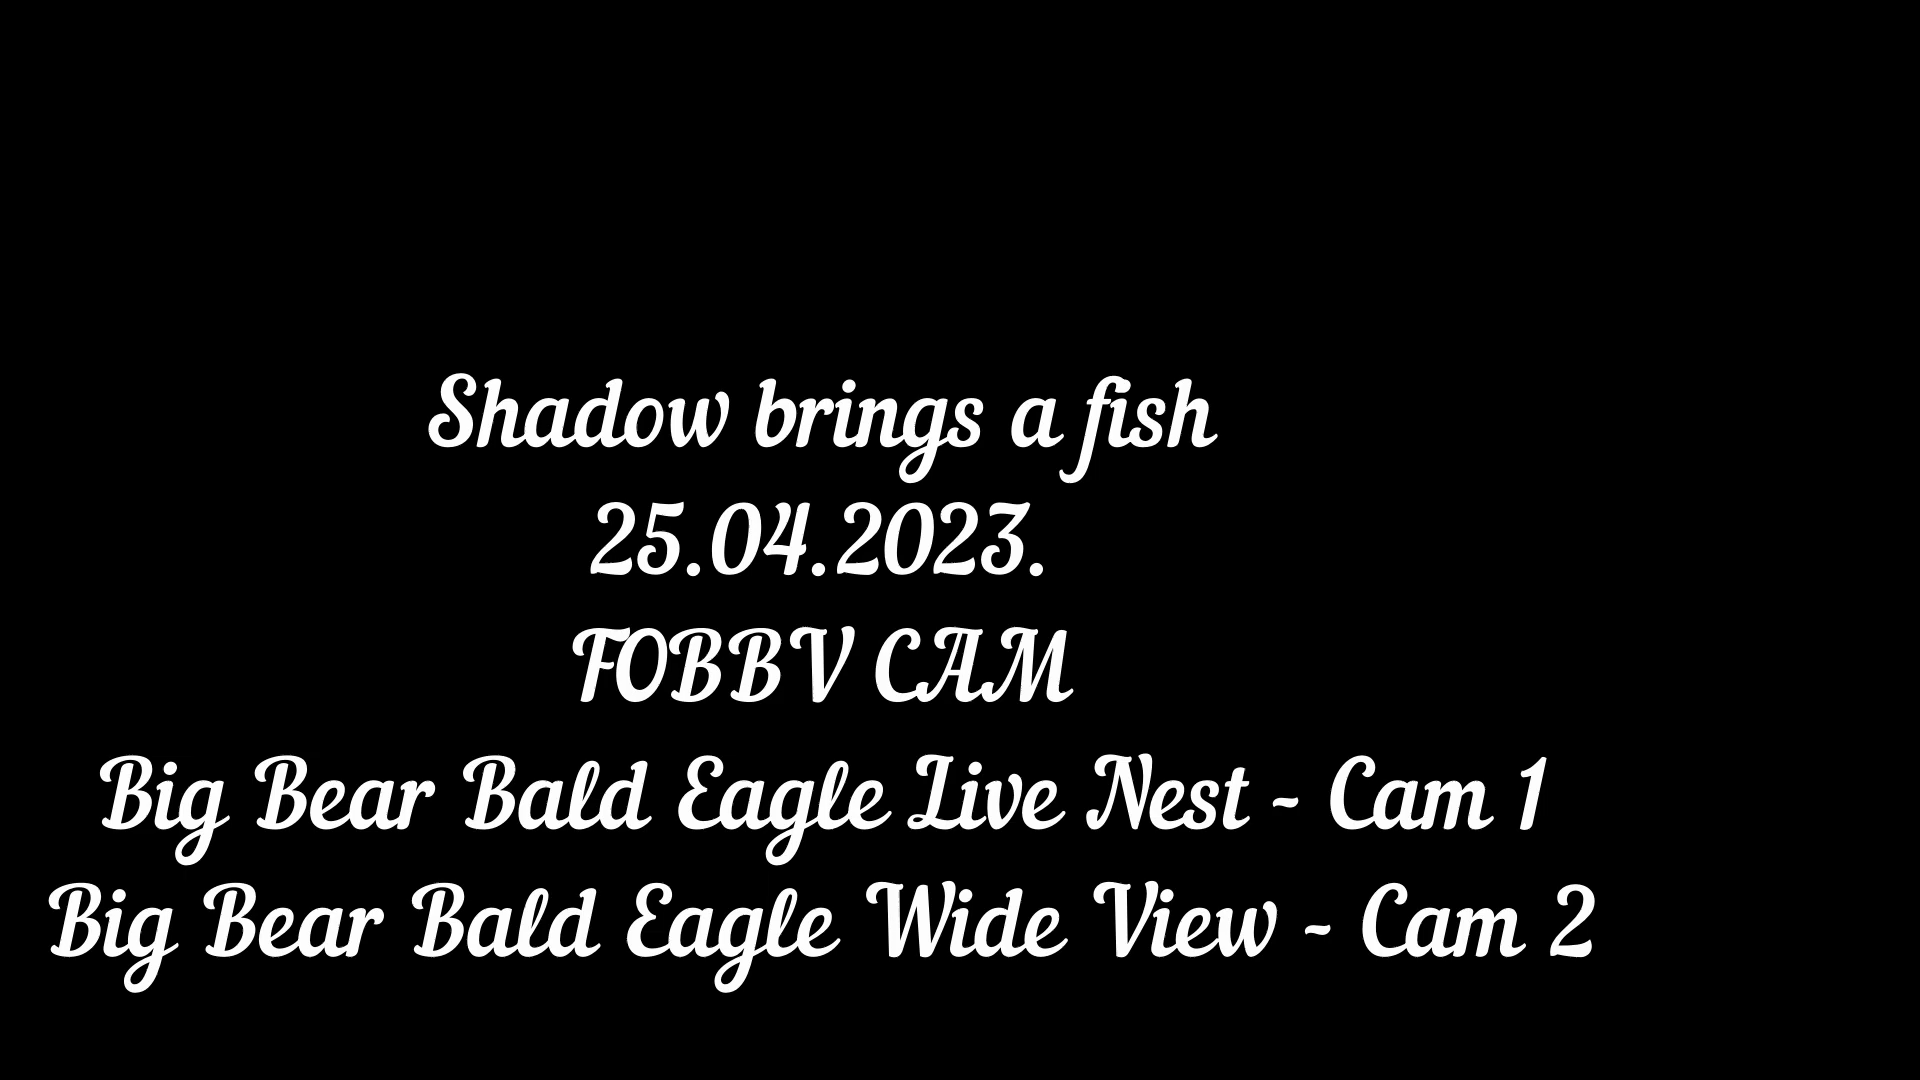 Shadow brings a fish
25.04.2023.
FOBBV CAM
Big Bear Bald Eagle Live Nest - Cam 1
Big Bear Bald Eagle Wide View - Cam 2